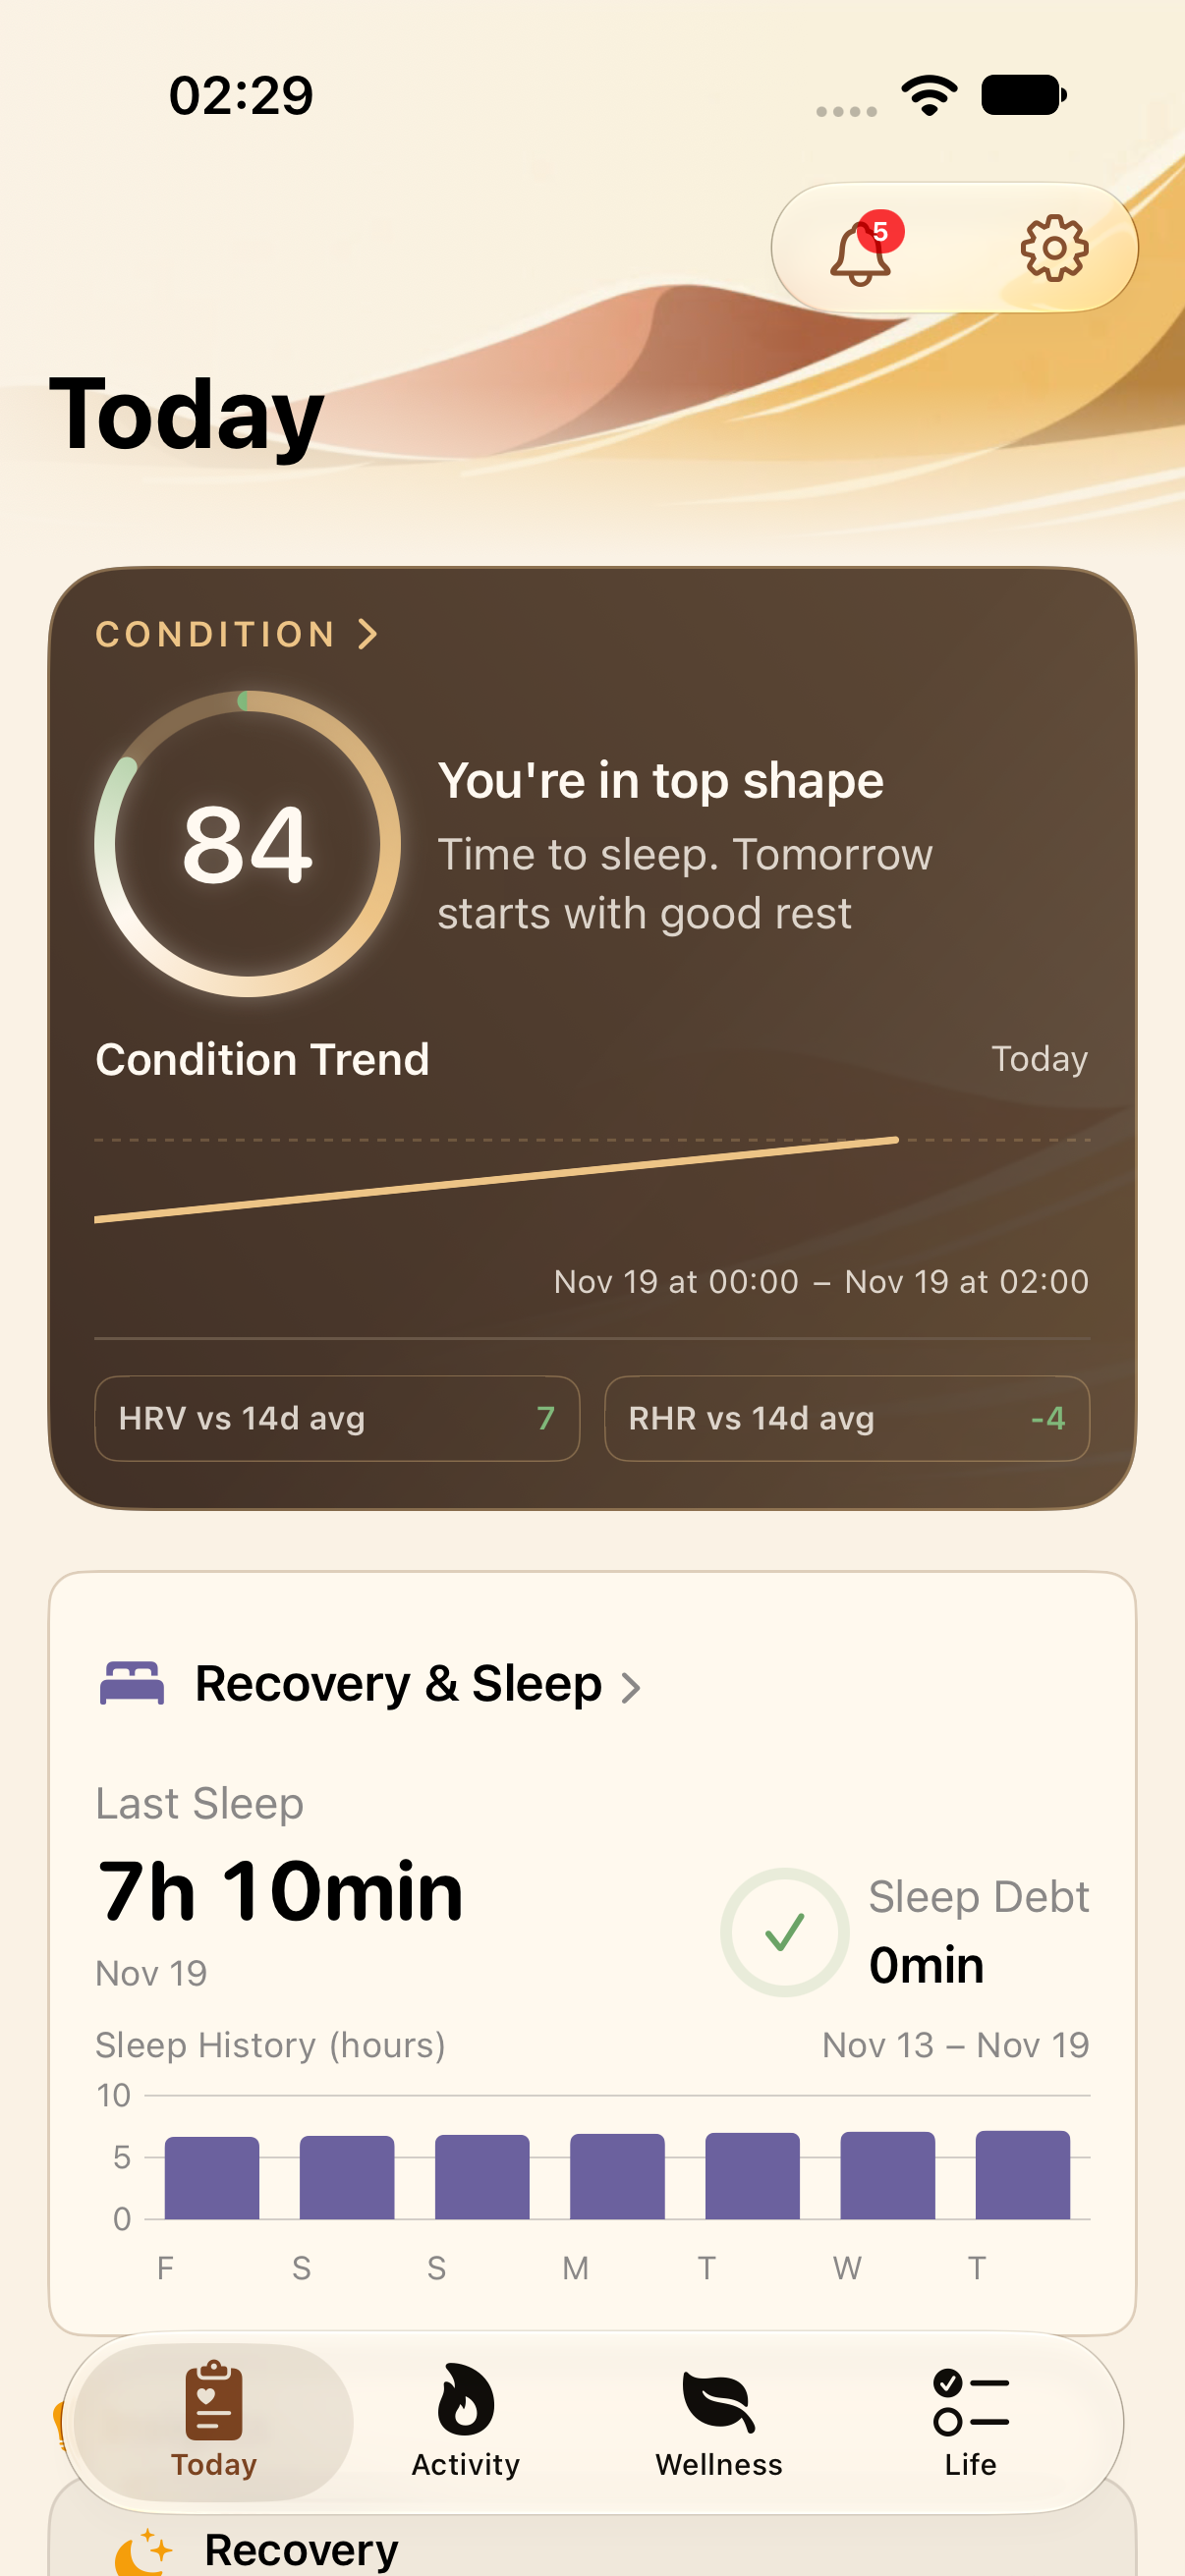 02:29
5
Today
CONDITION
84
You're in top shape
Time to sleep. Tomorrow
starts with good rest
Condition Trend
Today
Nov 19 at 00:00 – Nov 19 at 02:00
HRV vs 14d avg 7
RHR vs 14d avg -4
Recovery & Sleep
Last Sleep
7h 10min
Nov 19
Sleep Debt
0min
Sleep History (hours)
Nov 13 – Nov 19
10
5
0
F S S M T W T
Today
Activity
Wellness
Life
Recovery